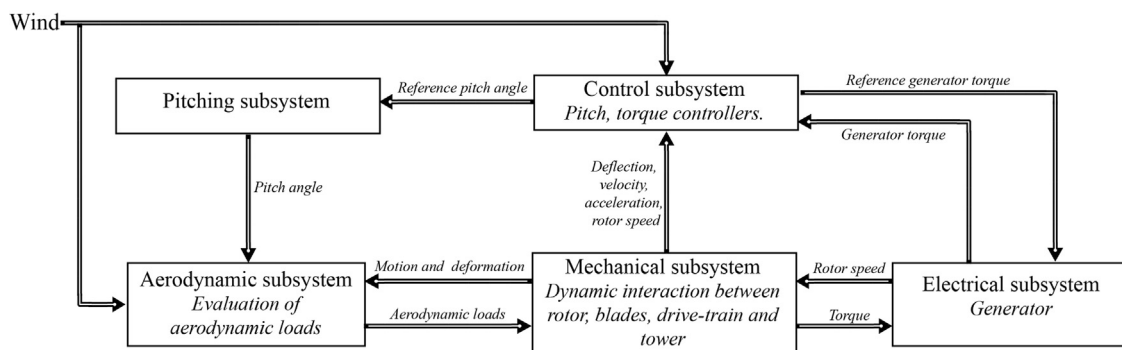 Wind
Pitching subsystem
Reference pitch angle
Control subsystem
Pitch, torque controllers.
Reference generator torque
Generator torque
Pitch angle
Deflection,
velocity,
acceleration,
rotor speed
Aerodynamic subsystem
Evaluation of
aerodynamic loads
Motion and deformation
Aerodynamic loads
Mechanical subsystem
Dynamic interaction between
rotor, blades, drive-train and
tower
Rotor speed
Torque
Electrical subsystem
Generator